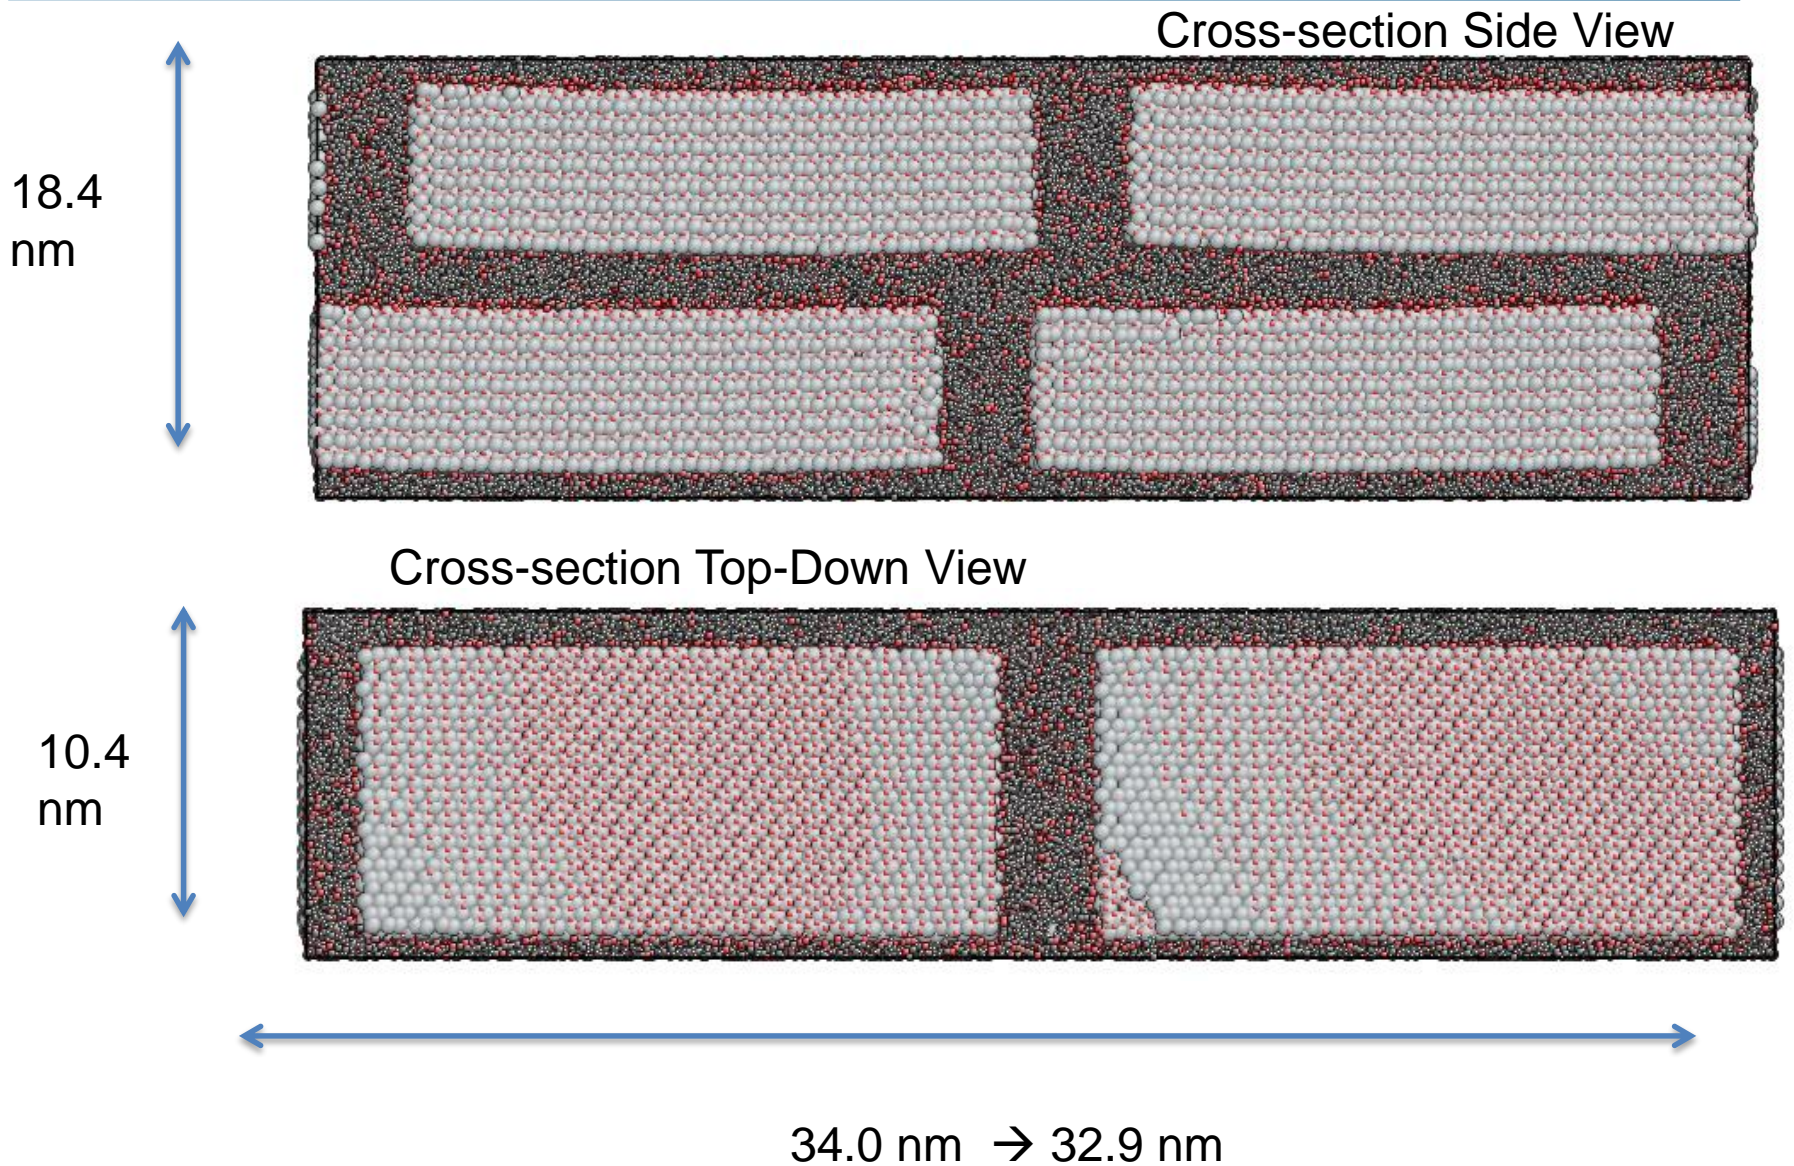 Cross-section Side View
18.4
nm
Cross-section Top-Down View
10.4
nm
34.0 nm → 32.9 nm